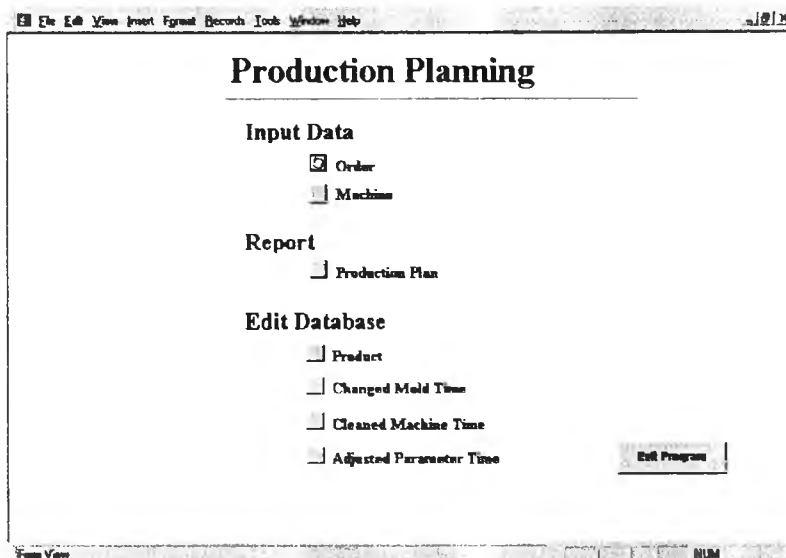 File Edit View Insert Format Records Tools Window Help
Production Planning
Input Data
Order
Machine
Report
Production Plan
Edit Database
Product
Changed Mold Time
Cleaned Machine Time
Adjusted Parameter Time
Exit Program
Form View
NUM